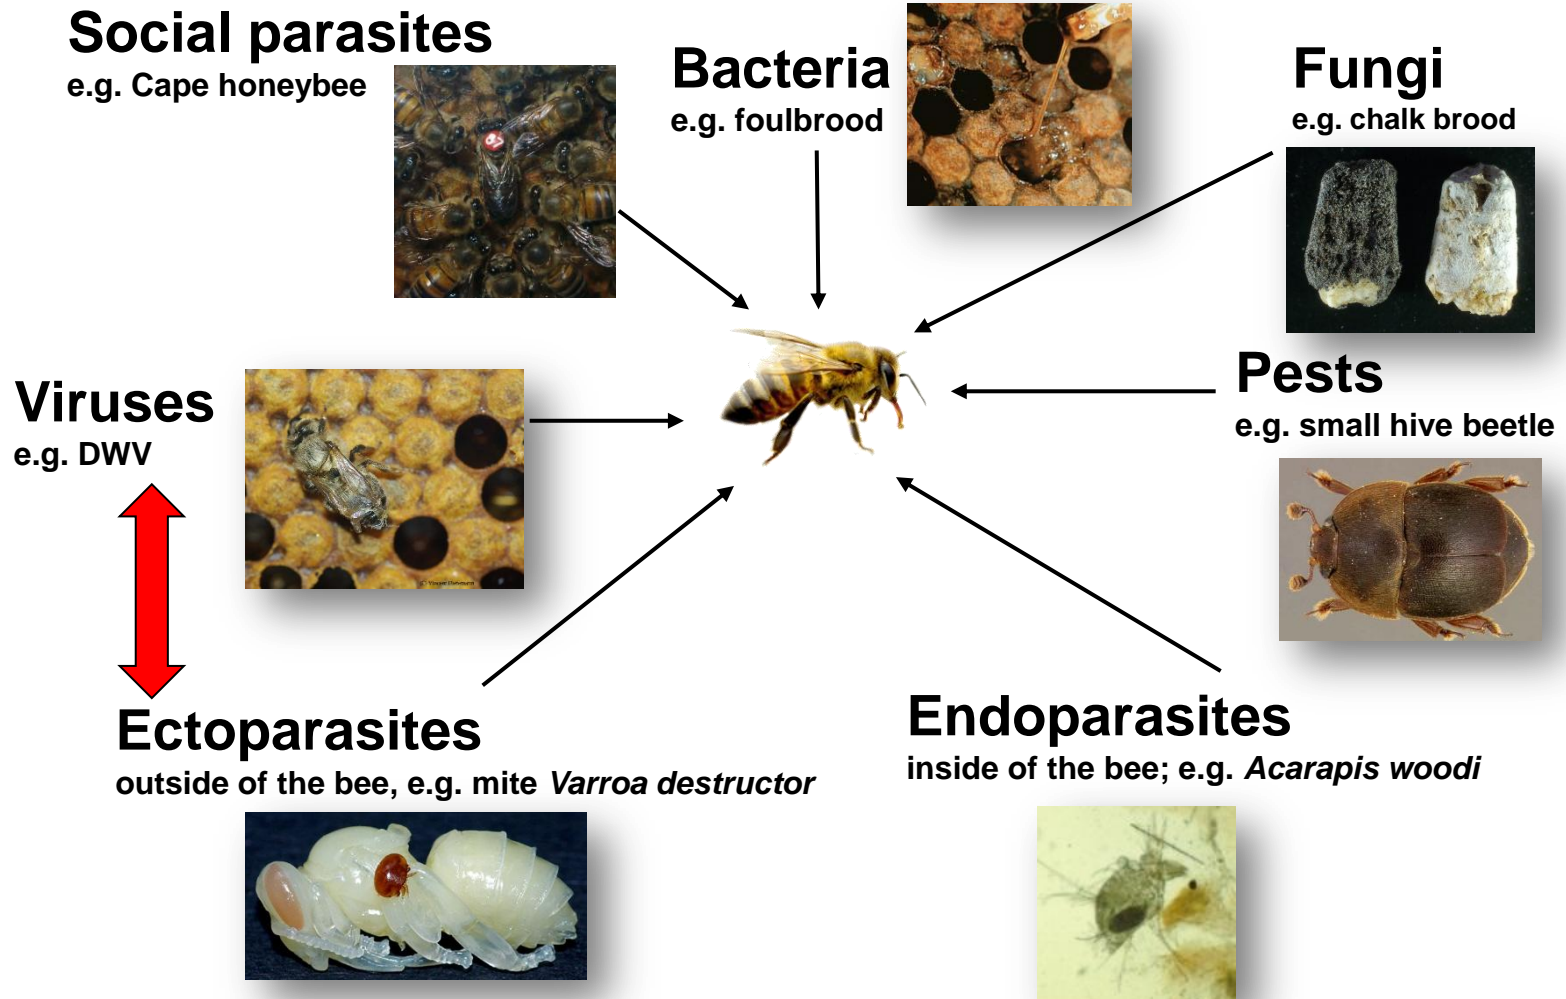 Social parasites
e.g. Cape honeybee
Bacteria
e.g. foulbrood
Fungi
e.g. chalk brood
Viruses
e.g. DWV
Pests
e.g. small hive beetle
Ectoparasites
outside of the bee, e.g. mite Varroa destructor
Endoparasites
inside of the bee; e.g. Acarapis woodi